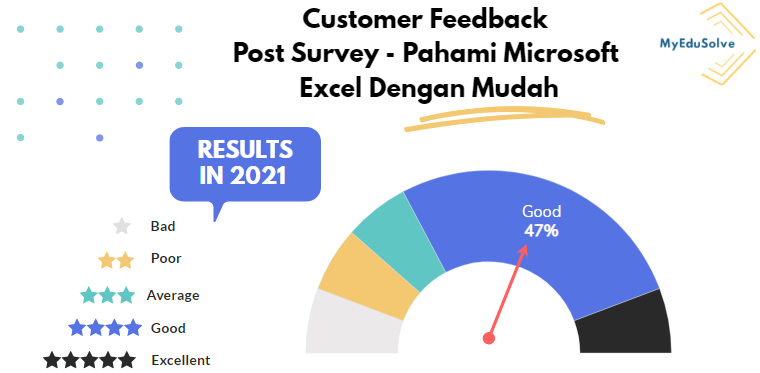 Customer Feedback
Post Survey - Pahami Microsoft
Excel Dengan Mudah
MyEduSolve
RESULTS
IN 2021
Bad
Poor
Average
Good
Excellent
Good
47%